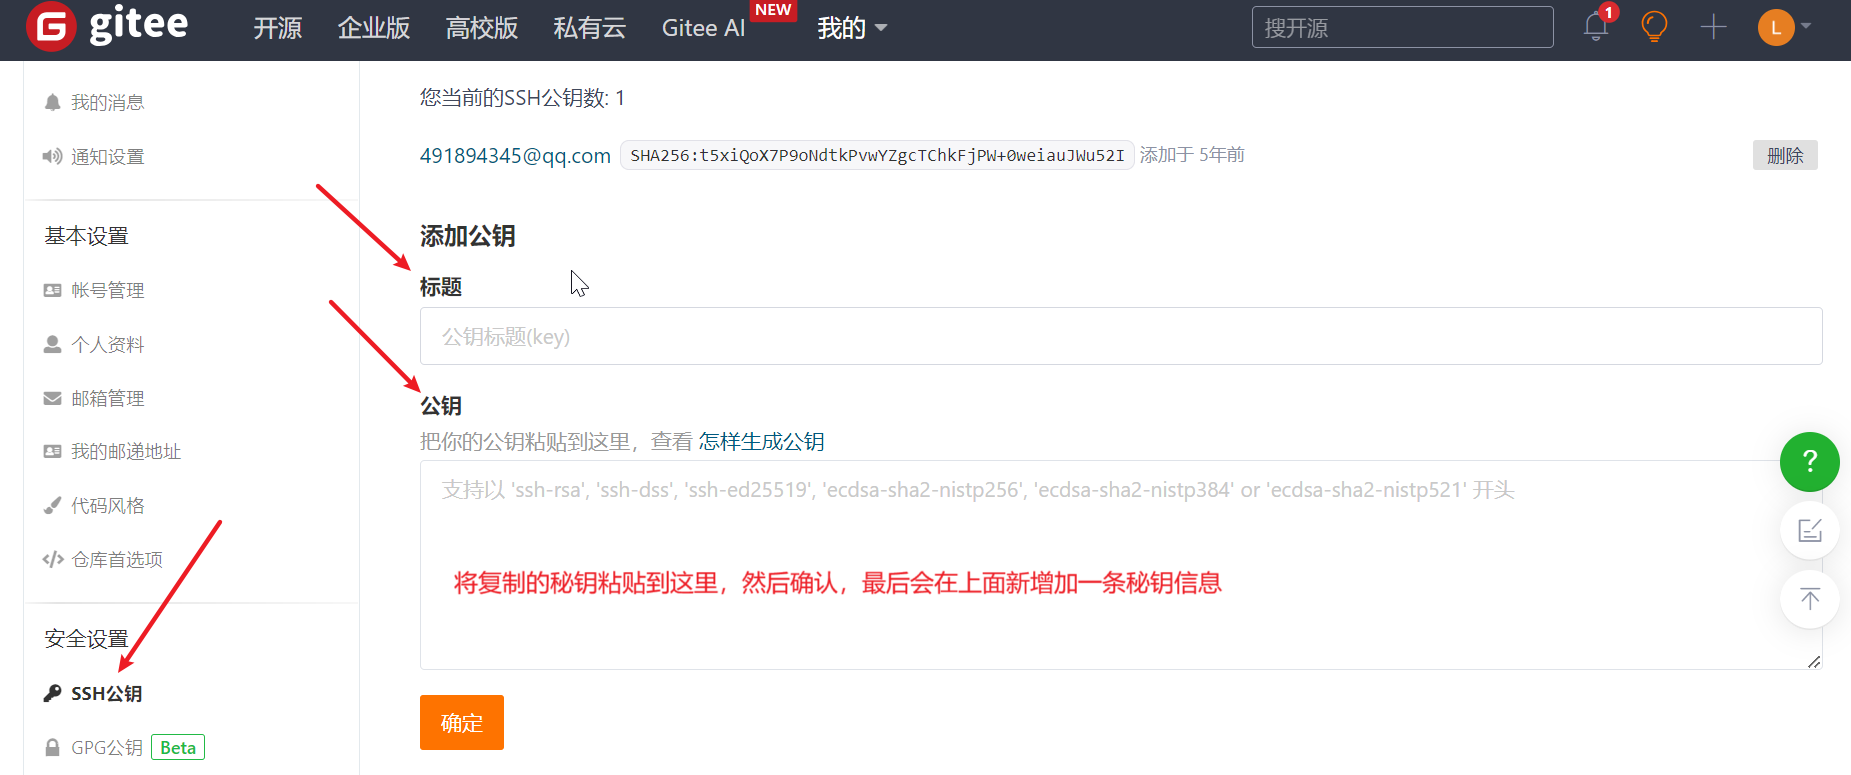 gitee 开源 企业版 高校版 私有云 Gitee AI NEW 我的 搜开源 1 L
我的消息
通知设置
基本设置
帐号管理
个人资料
邮箱管理
我的邮递地址
代码风格
仓库首选项
安全设置
SSH公钥
GPG公钥 Beta
您当前的SSH公钥数: 1
491894345@qq.com SHA256:t5xiQoX7P9oNdtkPvwYZgcTChkFjPW+0weiauJWu52I 添加于 5年前 删除
添加公钥
标题
公钥标题(key)
公钥
把你的公钥粘贴到这里，查看 怎样生成公钥
支持以 'ssh-rsa', 'ssh-dss', 'ssh-ed25519', 'ecdsa-sha2-nistp256', 'ecdsa-sha2-nistp384' or 'ecdsa-sha2-nistp521' 开头
将复制的秘钥粘贴到这里，然后确认，最后会在上面新增加一条秘钥信息
确定
?